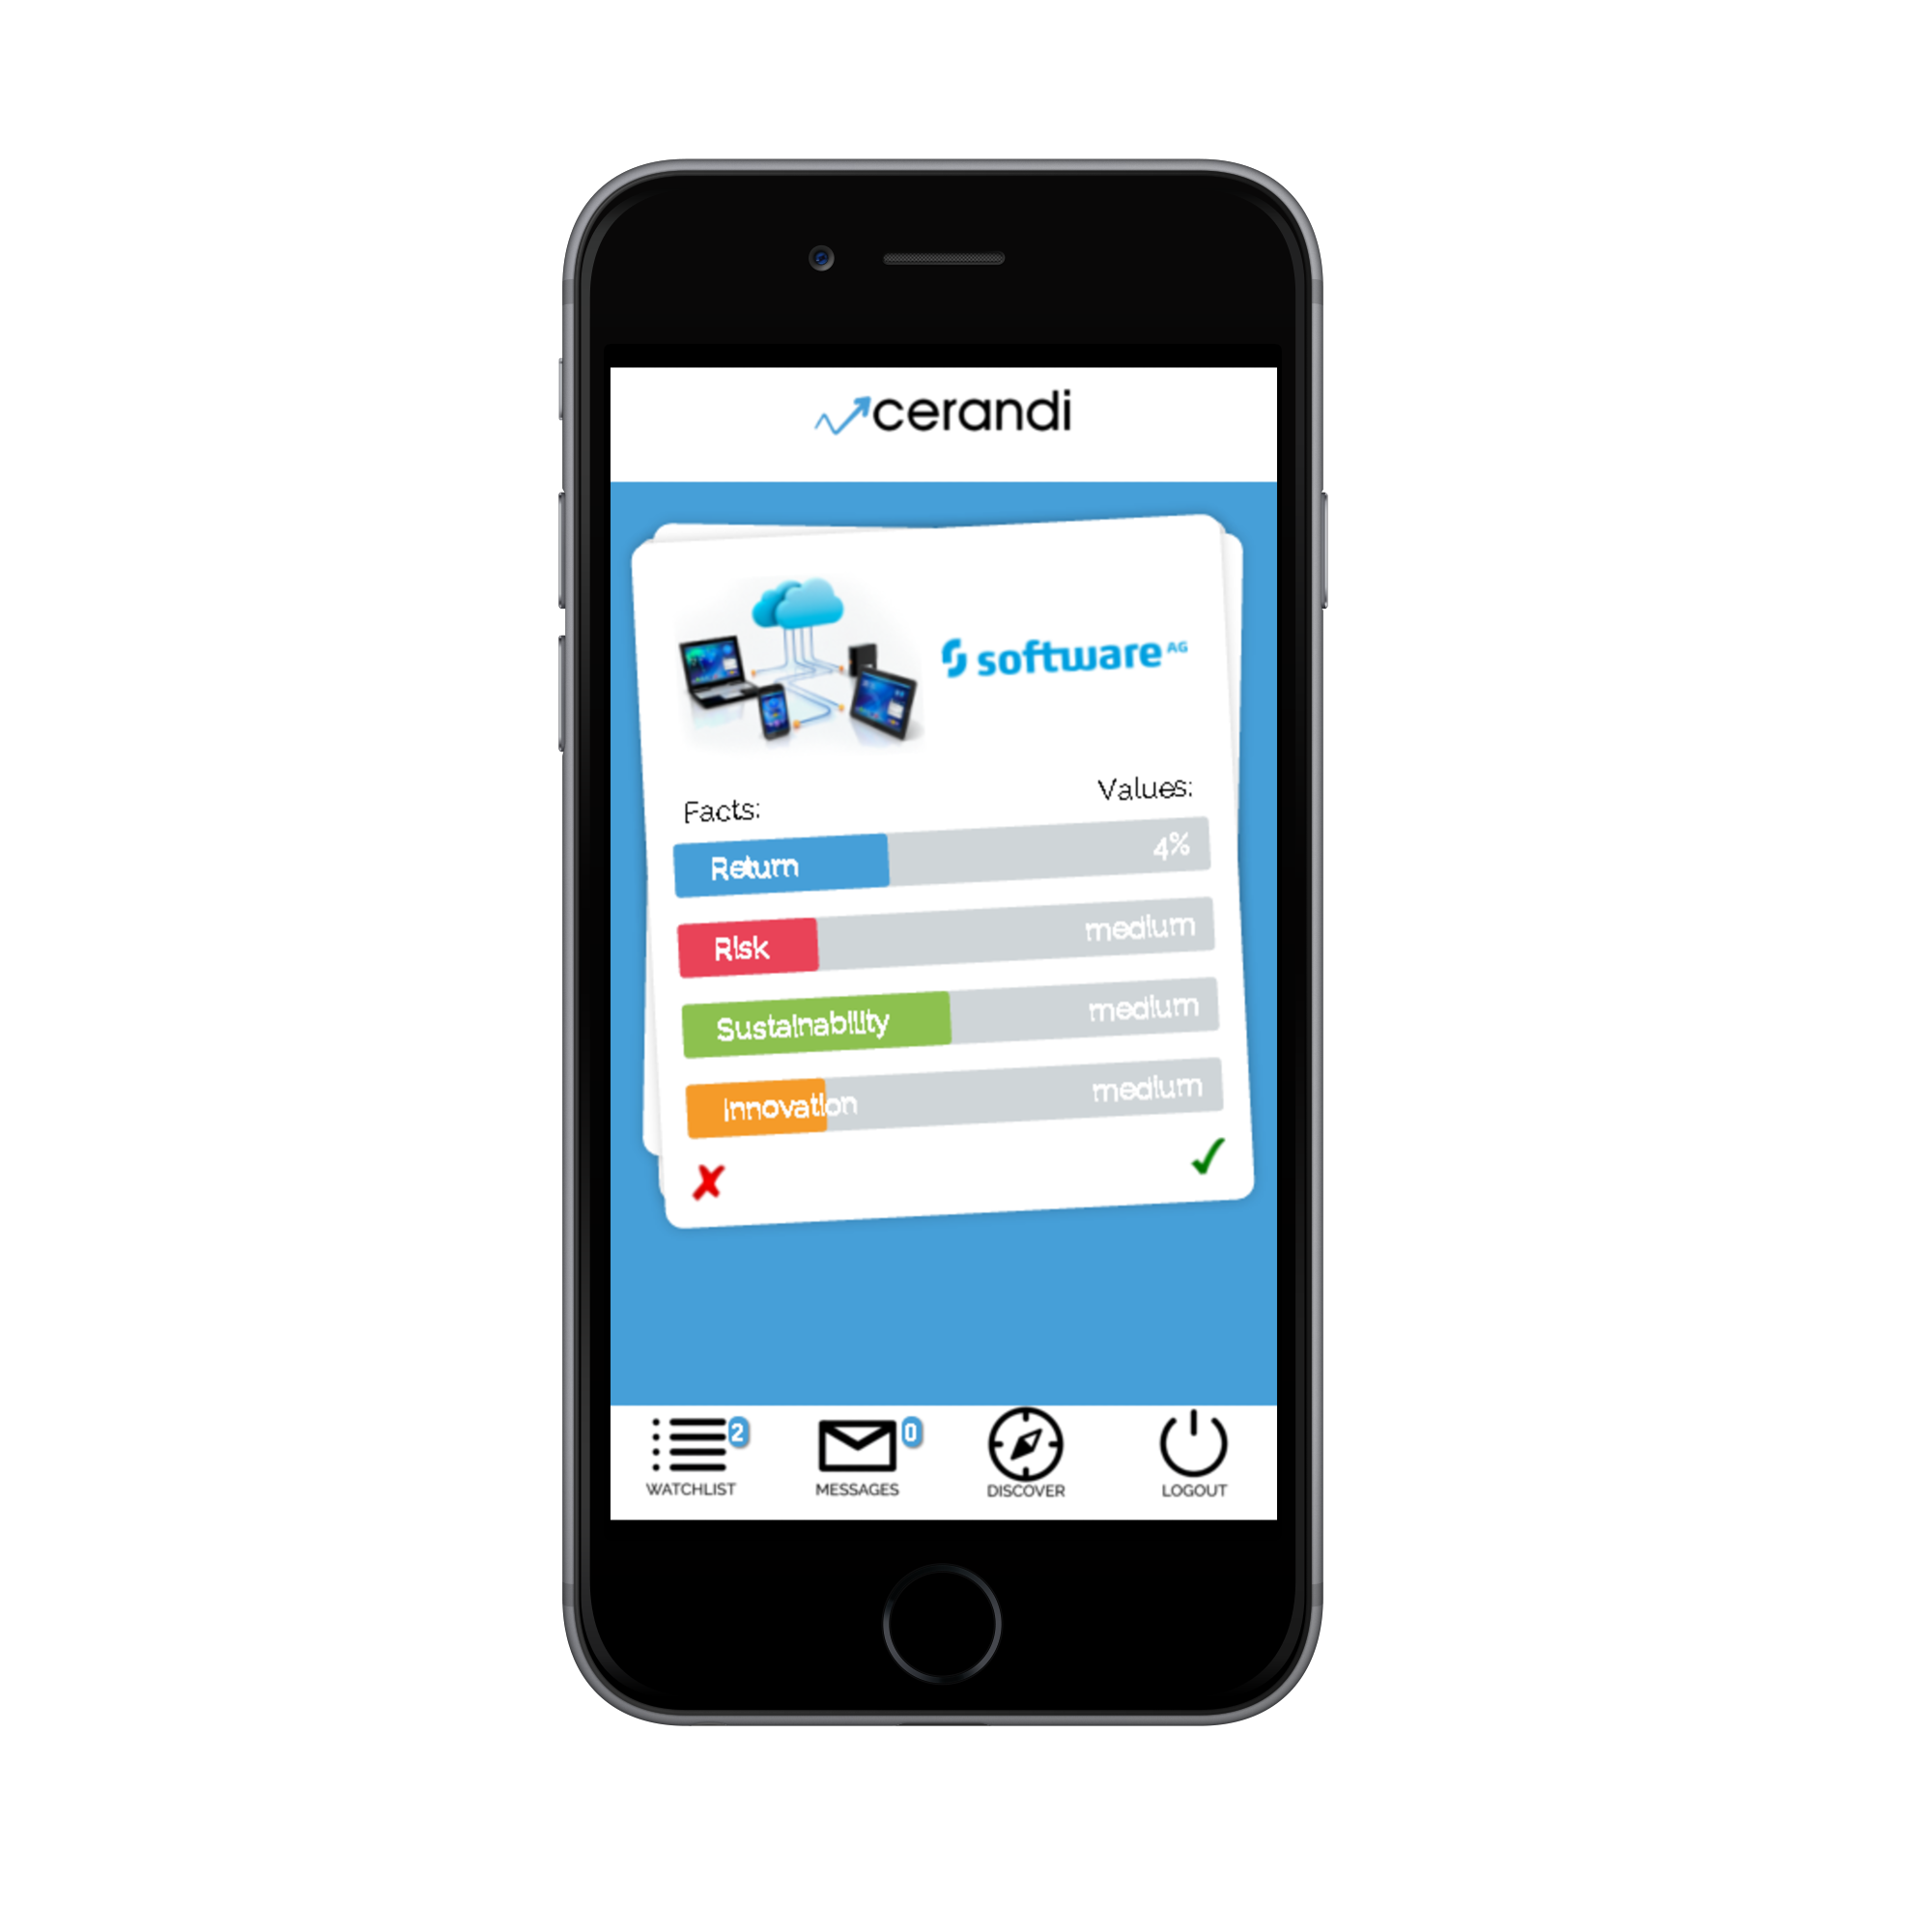 cerandi
software AG
Facts: Values:
Return 4%
Risk medium
Sustainability medium
Innovation medium
2 0
WATCHLIST MESSAGES DISCOVER LOGOUT